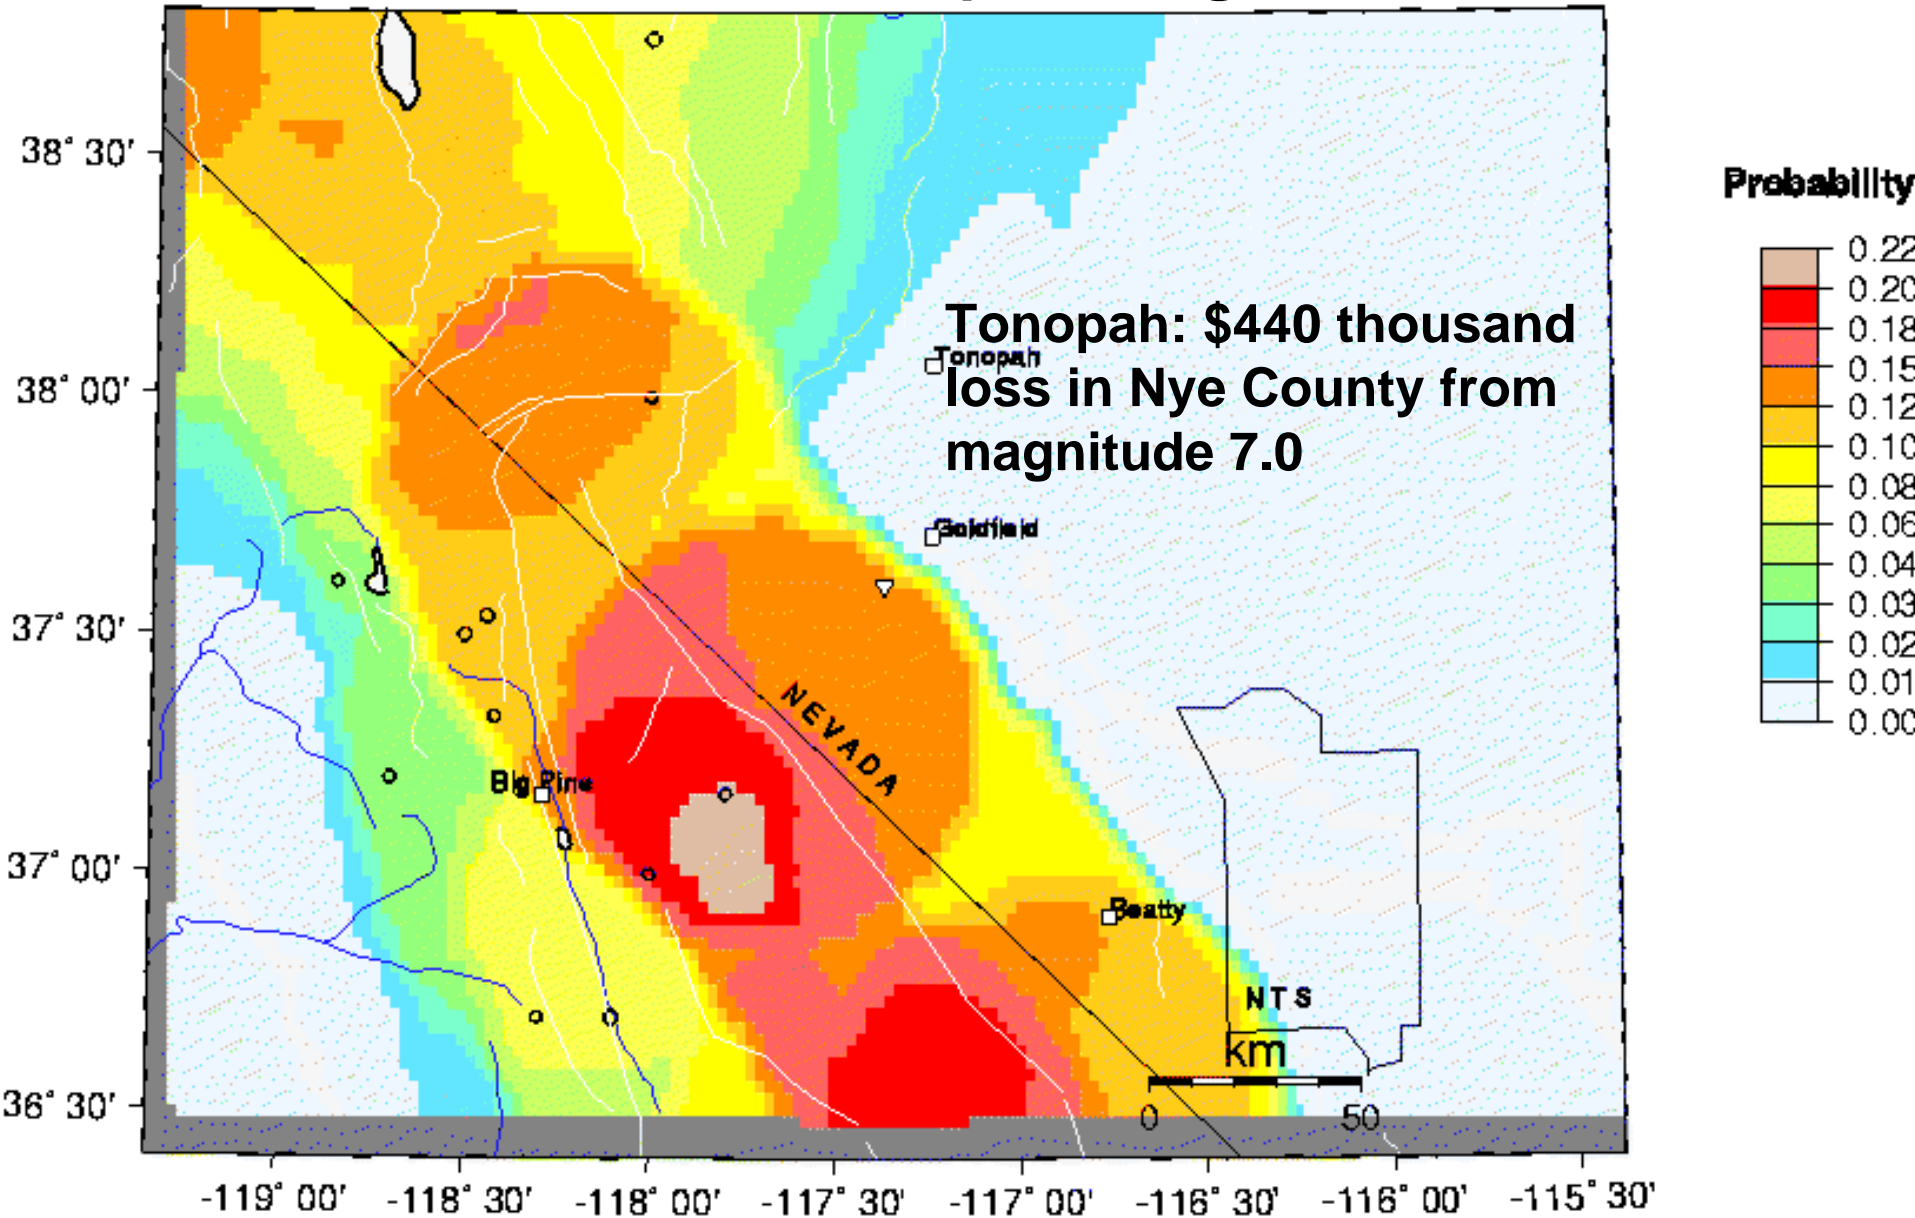 38° 30'
38° 00'
37° 30'
37° 00'
36° 30'
Tonopah: $440 thousand
loss in Nye County from
magnitude 7.0
Tonopah
Goldfield
NEVADA
Big Pine
Beatty
NTS
km
0 50
-119° 00' -118° 30' -118° 00' -117° 30' -117° 00' -116° 30' -116° 00' -115° 30'
Probability
0.22
0.20
0.18
0.15
0.12
0.10
0.08
0.06
0.04
0.03
0.02
0.01
0.00